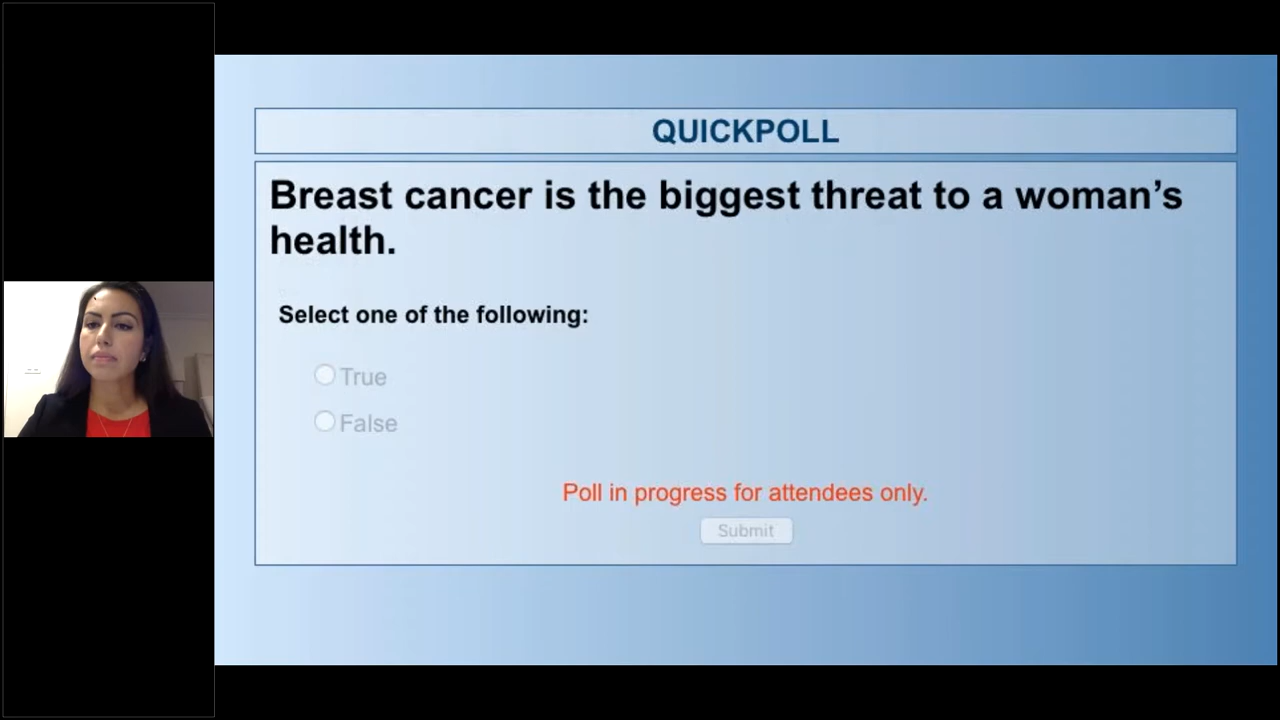 QUICKPOLL
Breast cancer is the biggest threat to a woman's
health.
Select one of the following:
True
False
Poll in progress for attendees only.
Submit